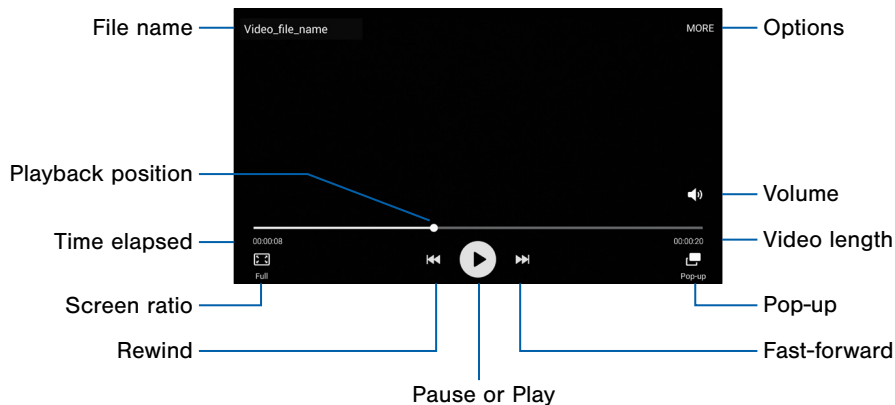 File name
Video_file_name
MORE
Options
Playback position
Volume
Time elapsed
00:00:08
00:00:20
Video length
Full
Pop-up
Screen ratio
Pop-up
Rewind
Fast-forward
Pause or Play